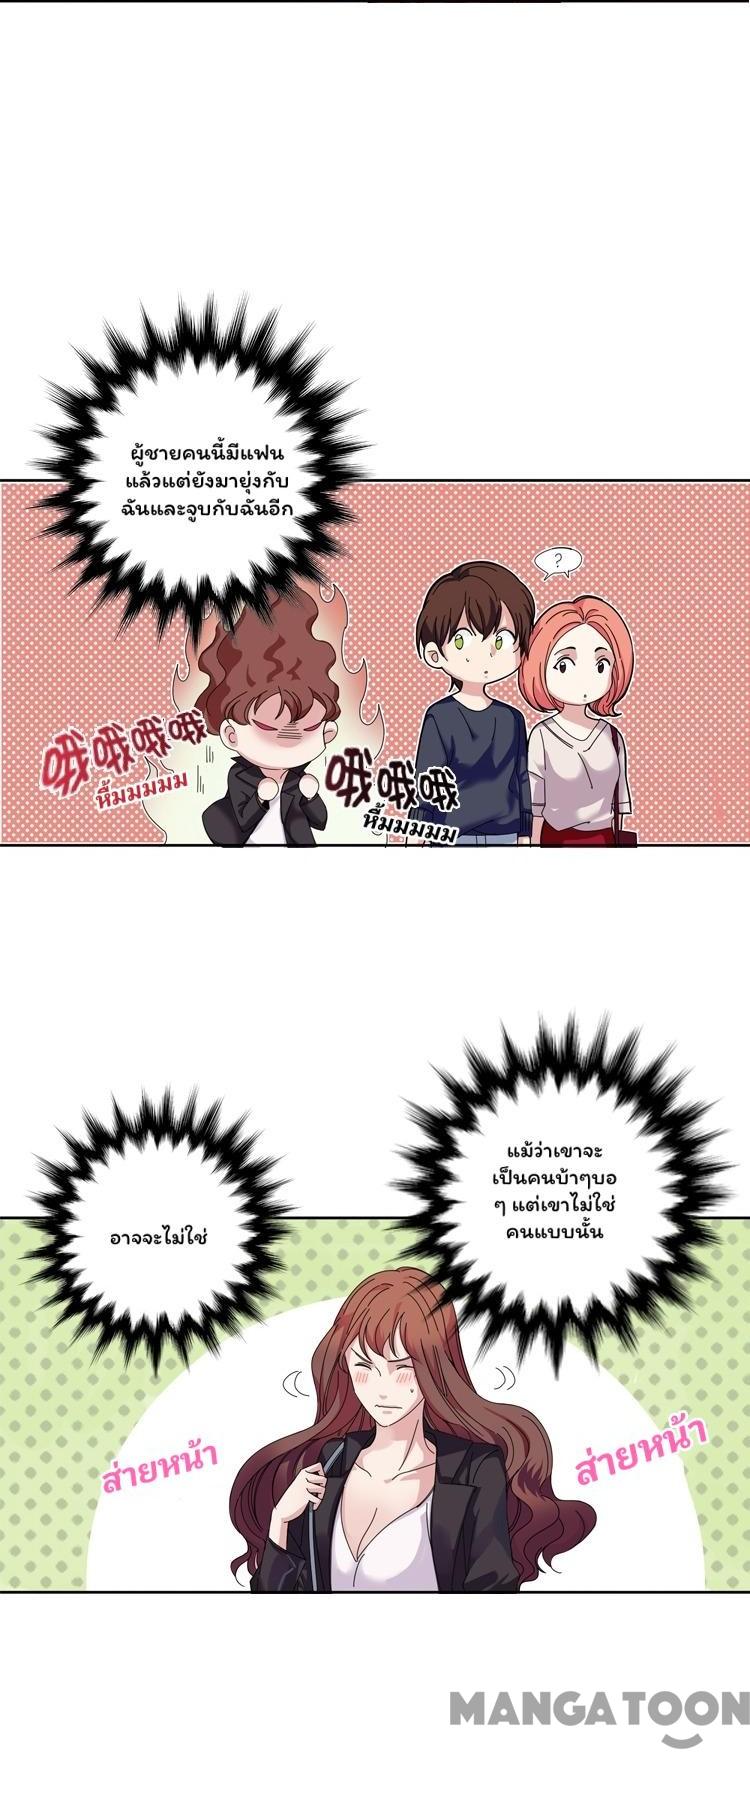 ผู้ชายคนนี้มีแฟน
แล้วแต่ยังมายุ่งกับ
ฉันและจูบกับฉันอีก
?
哦哦哦哦
หึ้มมมมมม
哦哦哦
หึ้มมมมมม
แม้ว่าเขาจะ
เป็นคนบ้าๆบอ
ๆ แต่เขาไม่ใช่
คนแบบนั้น
อาจจะไม่ใช่
ส่ายหน้า
ส่ายหน้า
MANGATOON